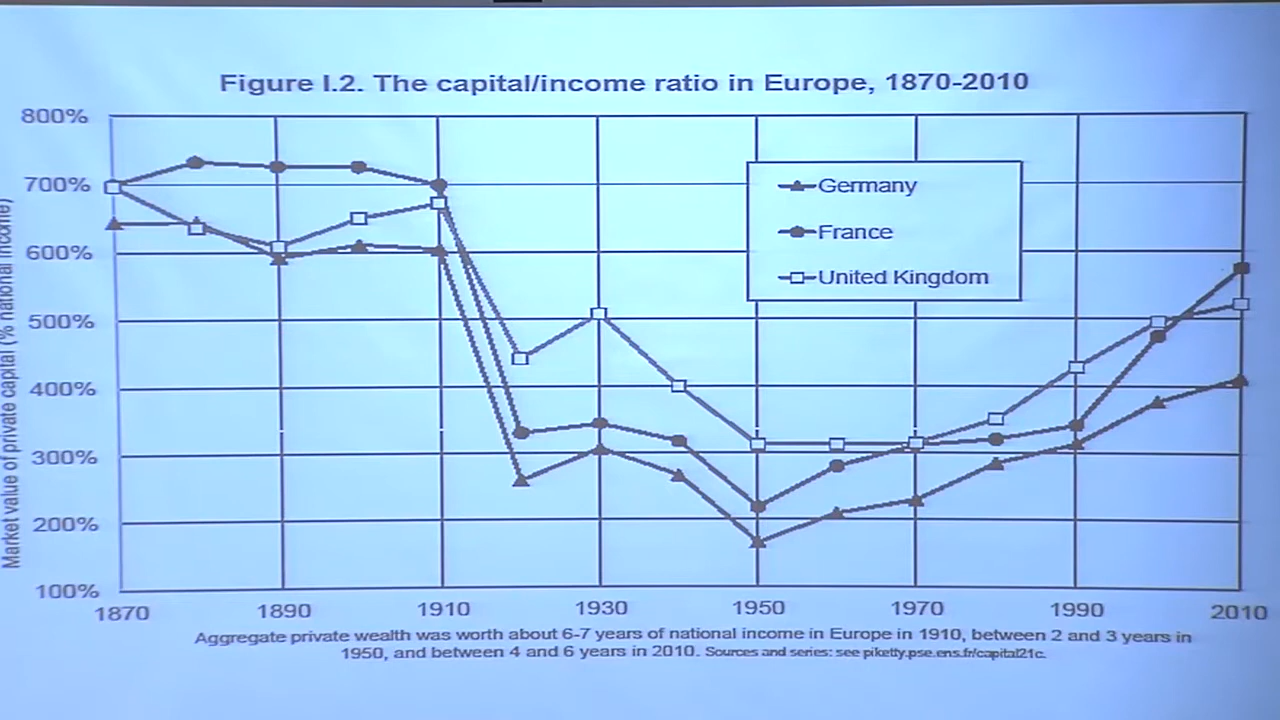 Figure I.2. The capital/income ratio in Europe, 1870-2010
800%
700%
600%
500%
400%
300%
200%
100%
Market value of private capital (% national income)
Germany
France
United Kingdom
1870
1890
1910
1930
1950
1970
1990
2010
Aggregate private wealth was worth about 6-7 years of national income in Europe in 1910, between 2 and 3 years in
1950, and between 4 and 6 years in 2010. Sources and series: see piketty.pse.ens.fr/capital21c.